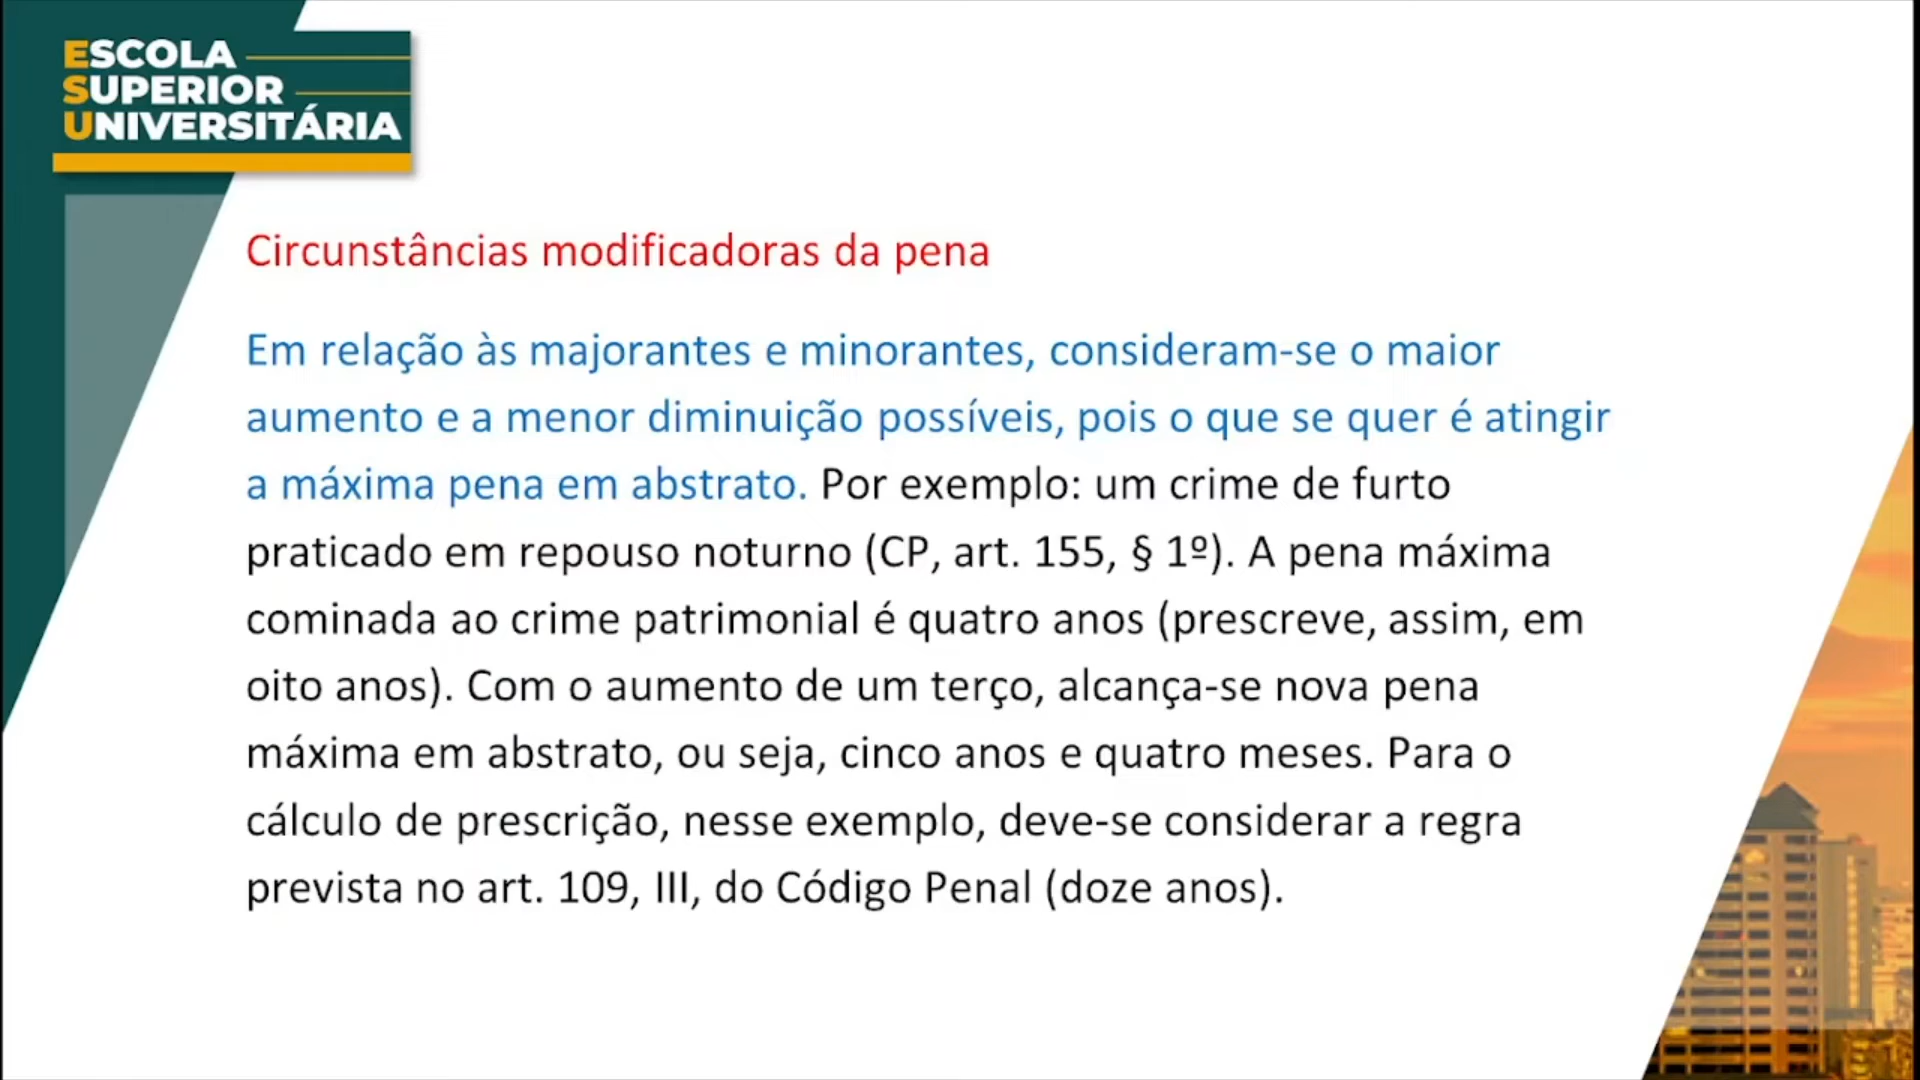 ESCOLA
SUPERIOR
UNIVERSITÁRIA
Circunstâncias modificadoras da pena
Em relação às majorantes e minorantes, consideram-se o maior
aumento e a menor diminuição possíveis, pois o que se quer é atingir
a máxima pena em abstrato. Por exemplo: um crime de furto
praticado em repouso noturno (CP, art. 155, § 1º). A pena máxima
cominada ao crime patrimonial é quatro anos (prescreve, assim, em
oito anos). Com o aumento de um terço, alcança-se nova pena
máxima em abstrato, ou seja, cinco anos e quatro meses. Para o
cálculo de prescrição, nesse exemplo, deve-se considerar a regra
prevista no art. 109, III, do Código Penal (doze anos).